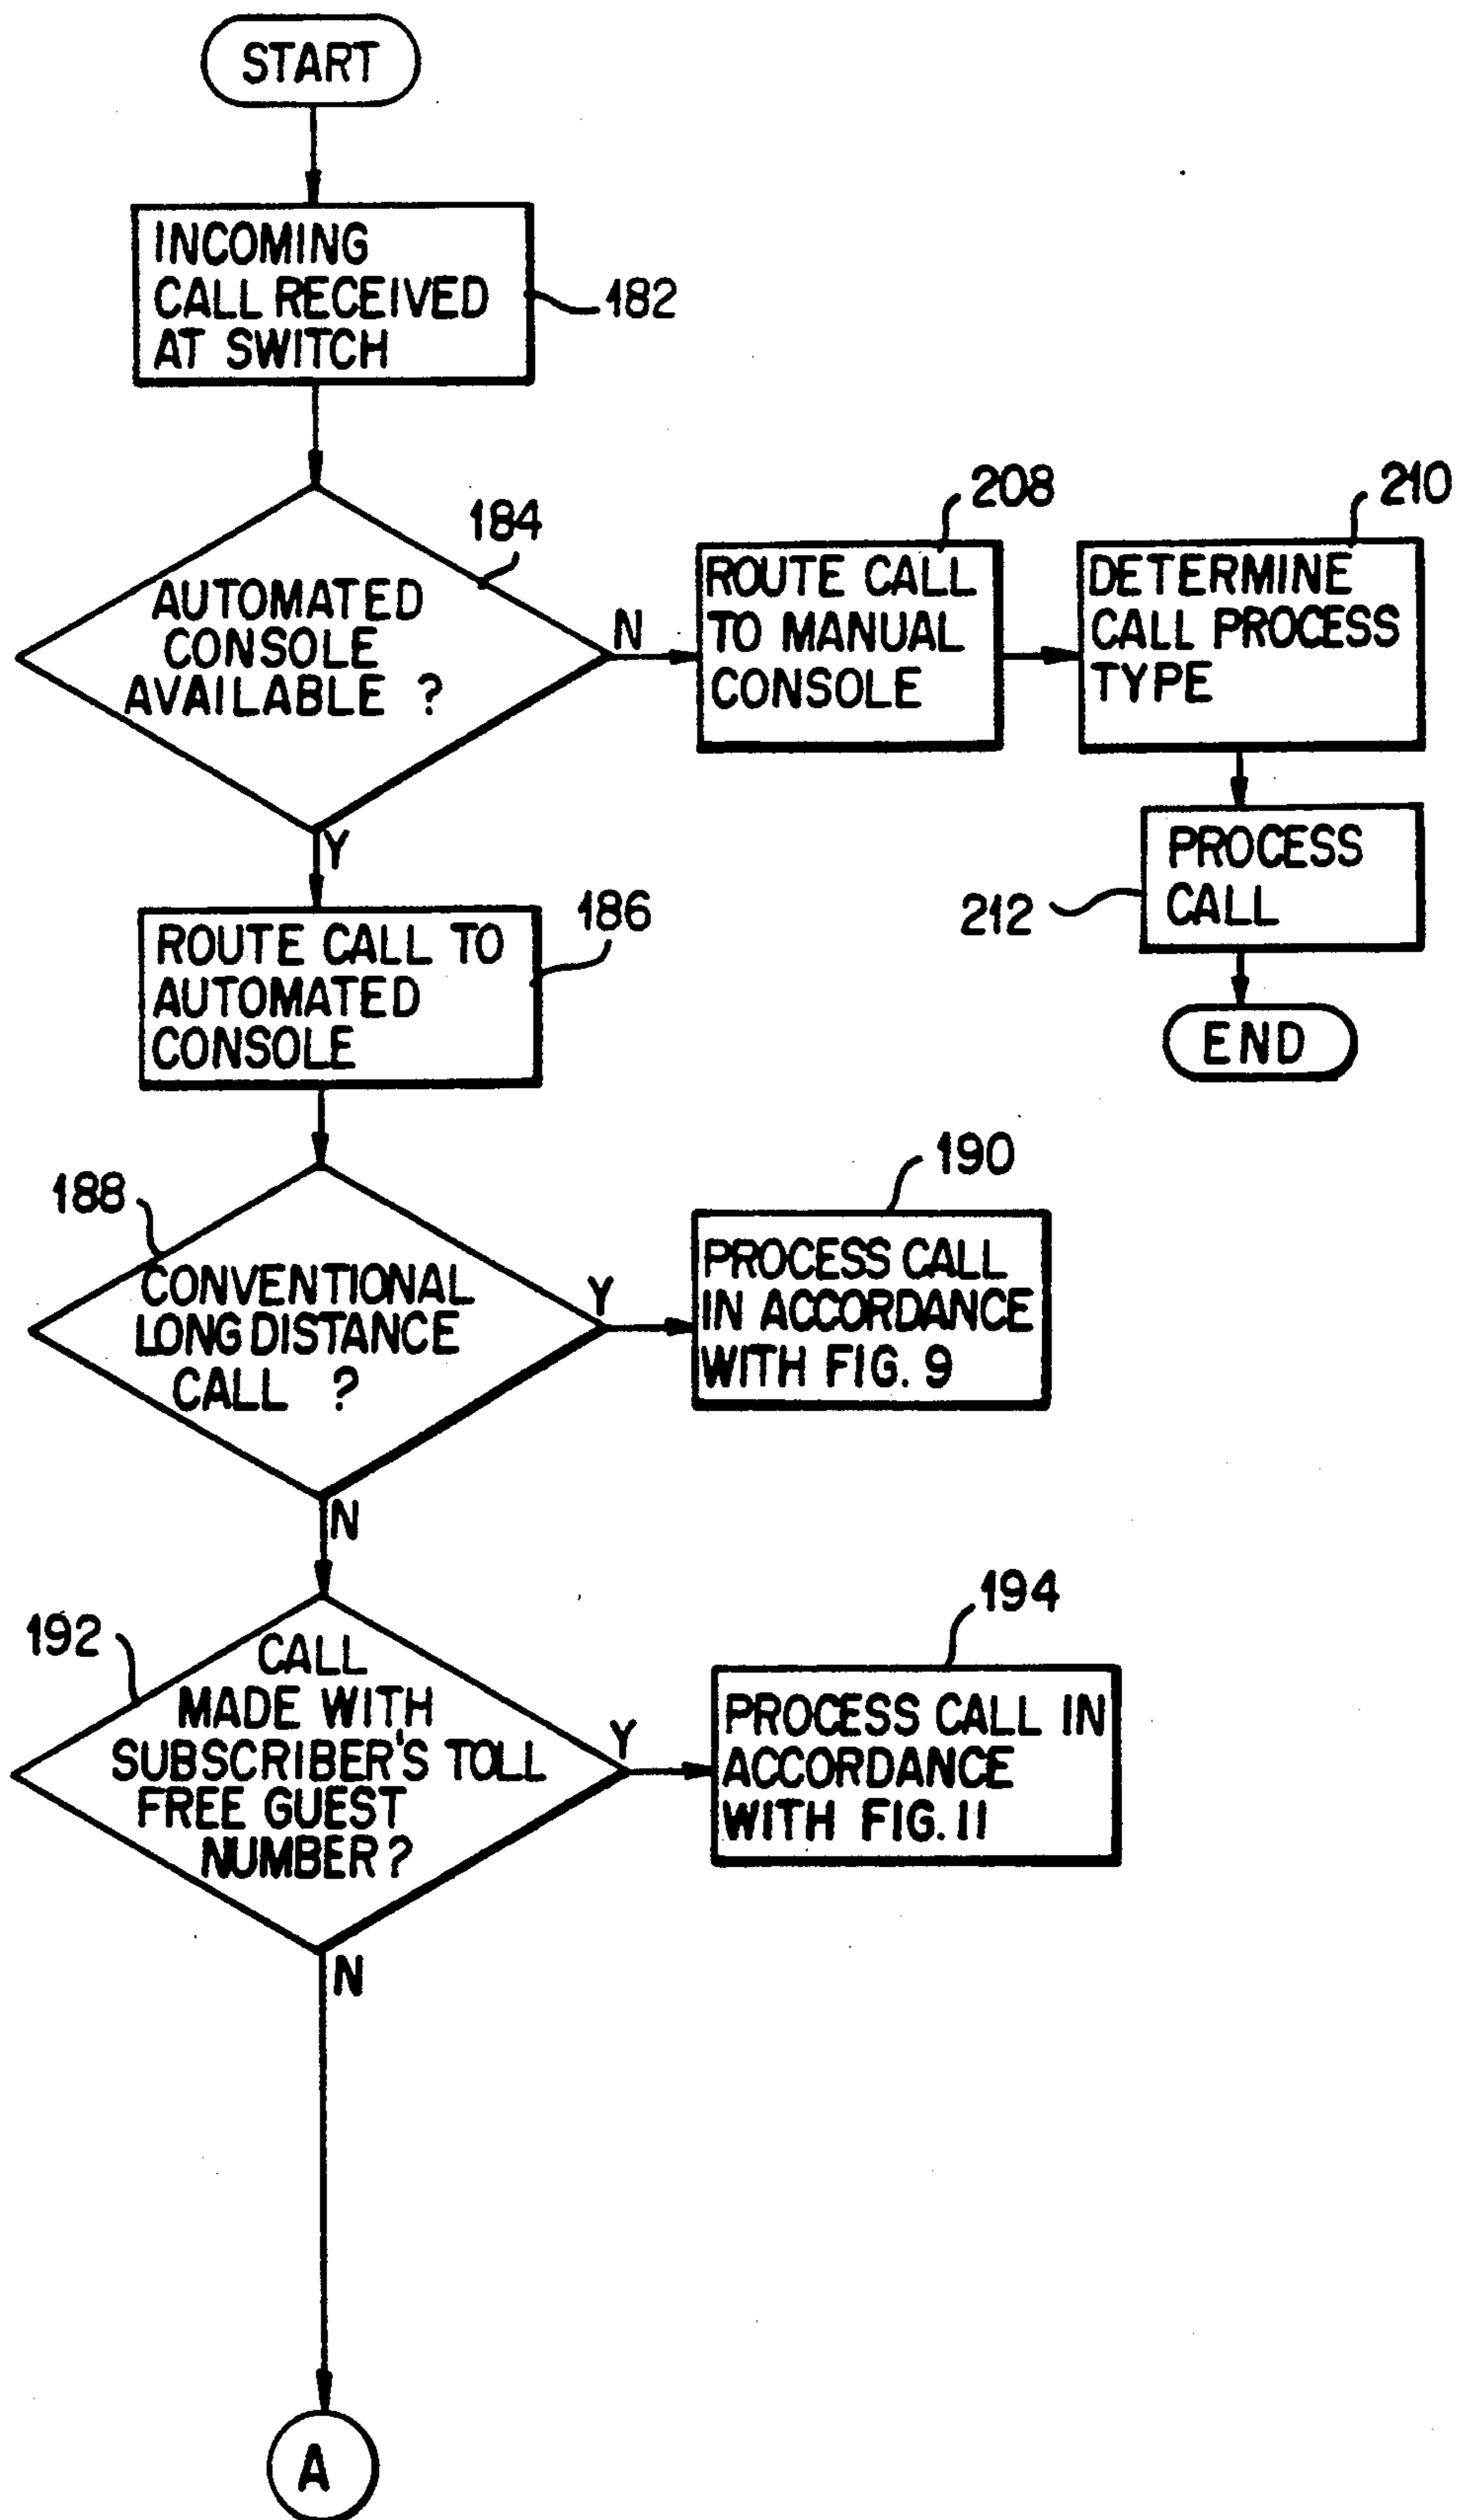 START
INCOMING
CALL RECEIVED
AT SWITCH
182
184
AUTOMATED
CONSOLE
AVAILABLE ?
N
208
ROUTE CALL
TO MANUAL
CONSOLE
210
DETERMINE
CALL PROCESS
TYPE
Y
PROCESS
CALL
212
END
186
ROUTE CALL TO
AUTOMATED
CONSOLE
188
CONVENTIONAL
LONG DISTANCE
CALL ?
Y
190
PROCESS CALL
IN ACCORDANCE
WITH FIG. 9
N
192
CALL
MADE WITH
SUBSCRIBER'S TOLL
FREE GUEST
NUMBER?
Y
194
PROCESS CALL IN
ACCORDANCE
WITH FIG. 11
N
A